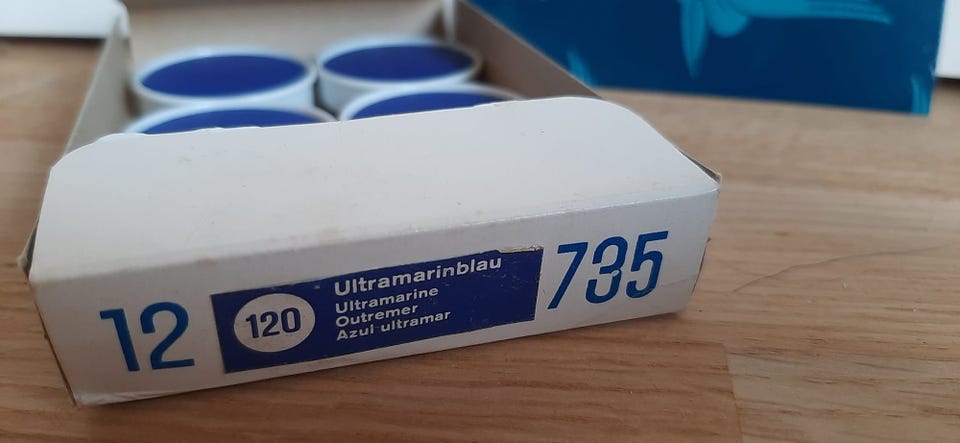 12
120
Ultramarinblau
Ultramarine
Outremer
Azul ultramar
735